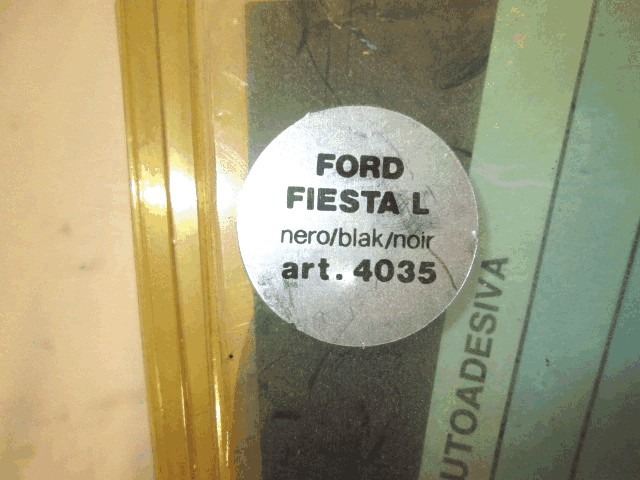 FORD
FIESTA L
nero/blak/noir
art. 4035
UTOADESIVA